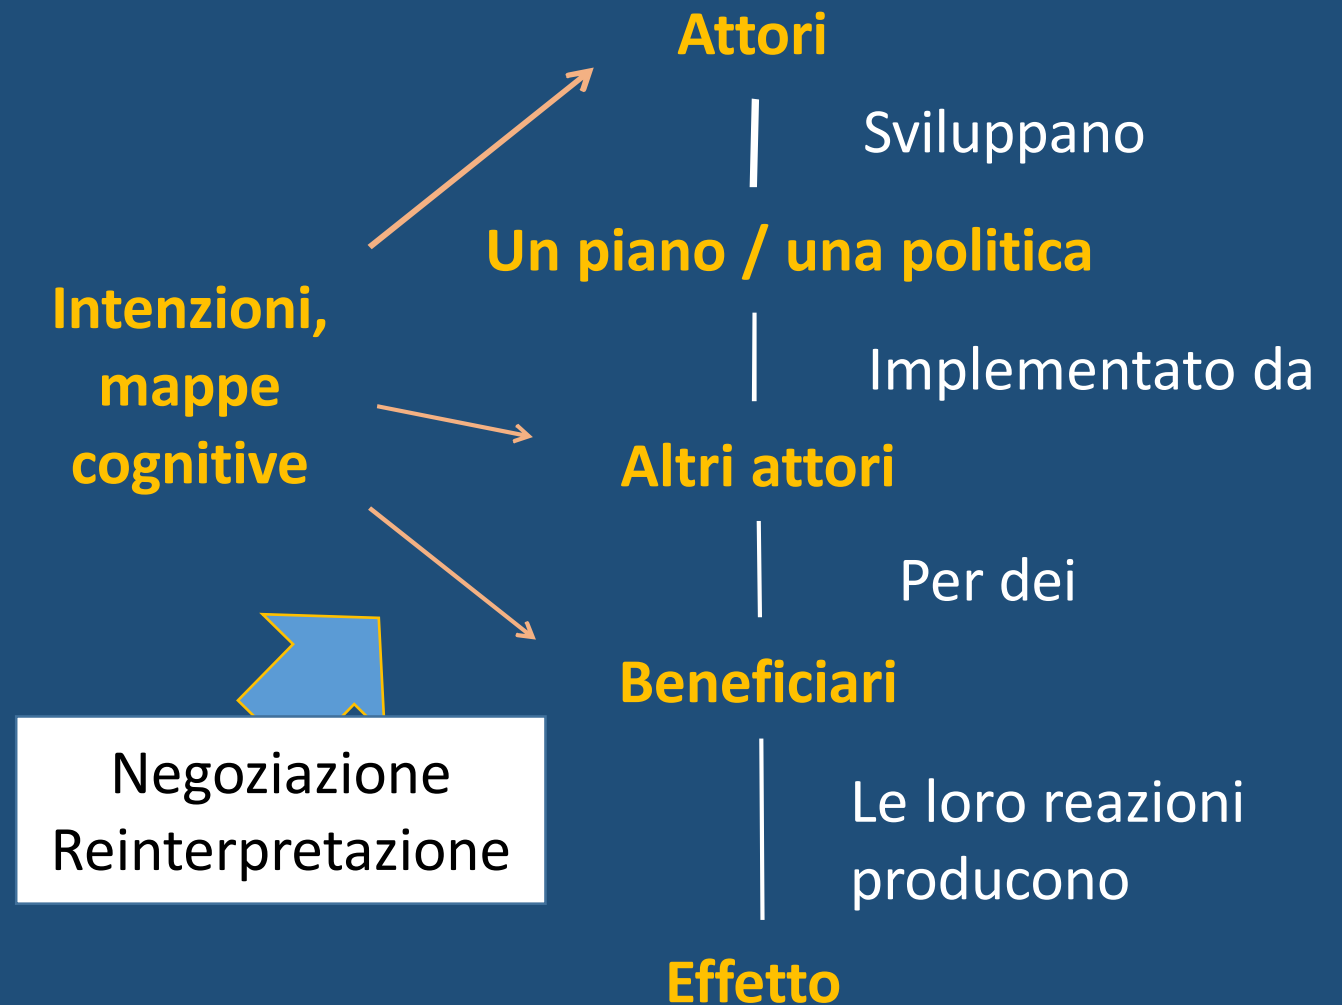 Attori
Sviluppano
Un piano / una politica
Intenzioni,
mappe
cognitive
Implementato da
Altri attori
Per dei
Beneficiari
Negoziazione
Reinterpretazione
Le loro reazioni
producono
Effetto